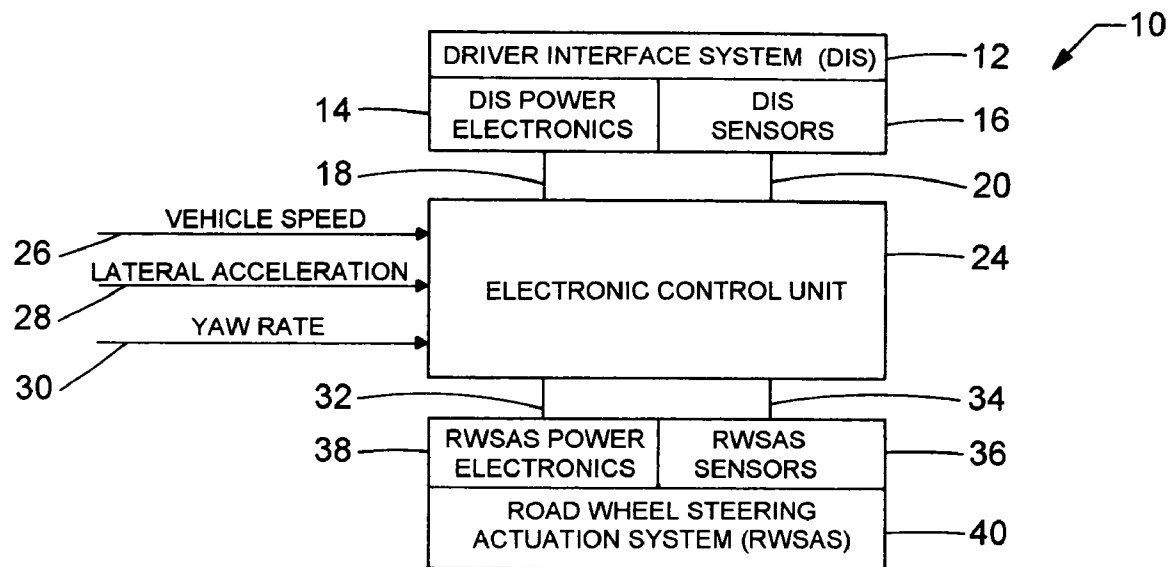 10
DRIVER INTERFACE SYSTEM (DIS)
12
14
DIS POWER
ELECTRONICS
DIS
SENSORS
16
18
20
VEHICLE SPEED
26
LATERAL ACCELERATION
28
YAW RATE
30
ELECTRONIC CONTROL UNIT
24
32
34
38
RWSAS POWER
ELECTRONICS
RWSAS
SENSORS
36
ROAD WHEEL STEERING
ACTUATION SYSTEM (RWSAS)
40